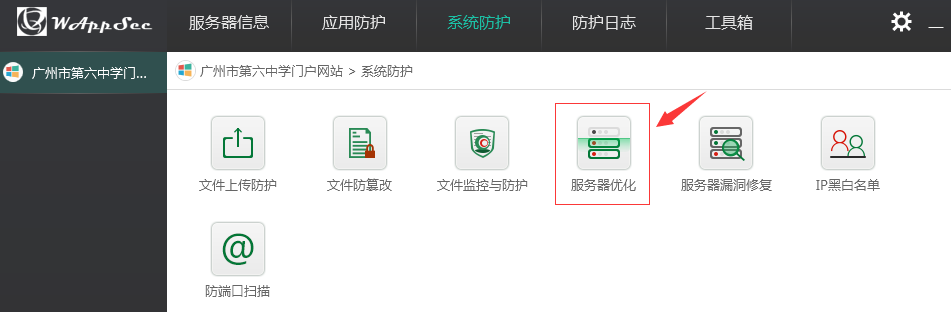 WAppSec
服务器信息
应用防护
系统防护
防护日志
工具箱
广州市第六中学门...
广州市第六中学门户网站 > 系统防护
文件上传防护
文件防篡改
文件监控与防护
服务器优化
服务器漏洞修复
IP黑白名单
@
防端口扫描